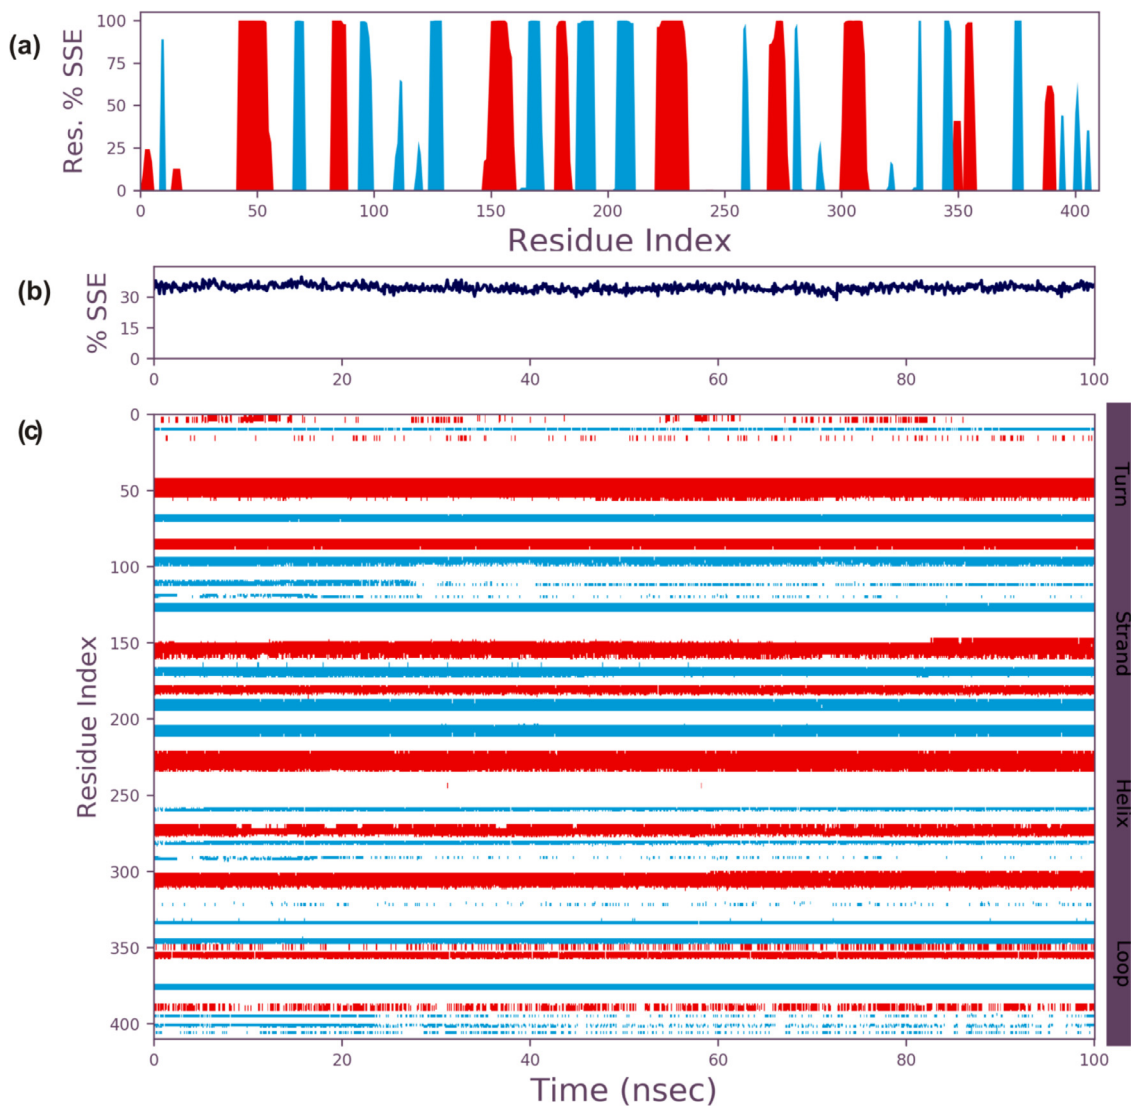 (a)
Res. % SSE
100
75
50
25
0
0 50 100 150 200 250 300 350 400
Residue Index
(b)
% SSE
30
15
0
0 20 40 60 80 100
(c)
Residue Index
0
50
100
150
200
250
300
350
400
0 20 40 60 80 100
Time (nsec)
Turn
Strand
Helix
Loop